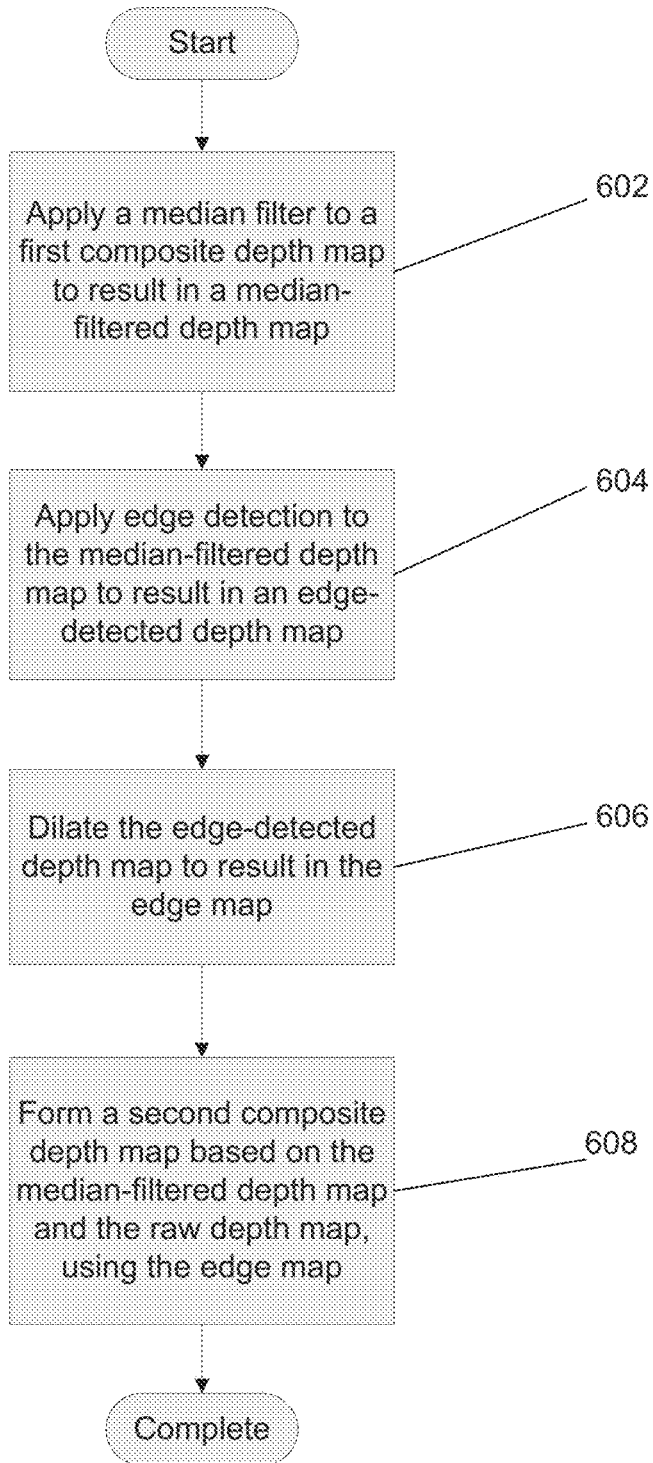 Start
Apply a median filter to a
first composite depth map
to result in a median-
filtered depth map
602
Apply edge detection to
the median-filtered depth
map to result in an edge-
detected depth map
604
Dilate the edge-detected
depth map to result in the
edge map
606
Form a second composite
depth map based on the
median-filtered depth map
and the raw depth map,
using the edge map
608
Complete